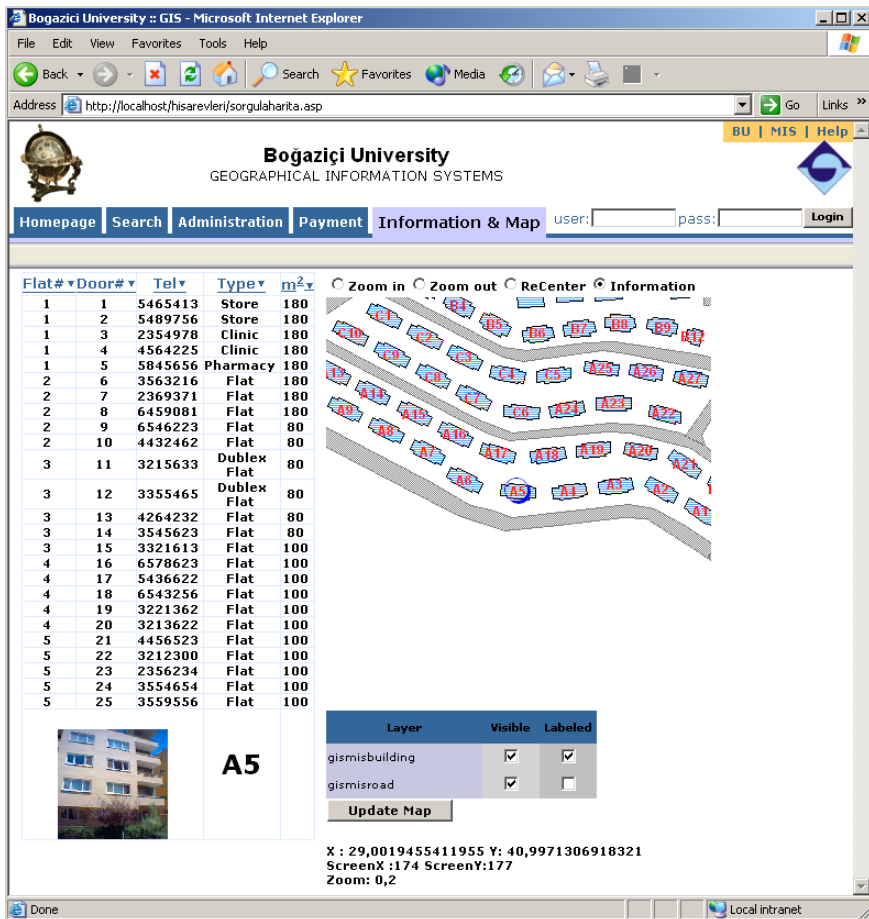 Bogazici University :: GIS - Microsoft Internet Explorer
File Edit View Favorites Tools Help
Back Search Favorites Media
Address http://localhost/hisarevleri/sorgulaharita.asp Go Links »
BU | MIS | Help
Boğaziçi University
GEOGRAPHICAL INFORMATION SYSTEMS
Homepage Search Administration Payment Information & Map user: pass: Login
Flat# Door# Tel Type m²
1 1 5465413 Store 180
1 2 5489756 Store 180
1 3 2354978 Clinic 180
1 4 4564225 Clinic 180
1 5 5845656 Pharmacy 180
2 6 3563216 Flat 180
2 7 2369371 Flat 180
2 8 6459081 Flat 180
2 9 6546223 Flat 80
2 10 4432462 Flat 80
3 11 3215633 Dublex Flat 80
3 12 3355465 Dublex Flat 80
3 13 4264232 Flat 80
3 14 3545623 Flat 80
3 15 3321613 Flat 100
4 16 6578623 Flat 100
4 17 5436622 Flat 100
4 18 6543256 Flat 100
4 19 3221362 Flat 100
4 20 3213622 Flat 100
5 21 4456523 Flat 100
5 22 3212300 Flat 100
5 23 2356234 Flat 100
5 24 3554654 Flat 100
5 25 3559556 Flat 100
A5
Zoom in Zoom out ReCenter Information
C1 B4 B5 B6 B7 B8 B9 B12
C10 C2 C9 C3 C4 C5 A25 A26 A27
A13 A14 C8 C7 C6 A24 A23 A22
A9 A15 A8 A16 A7 A17 A18 A19 A20 A21
A6 A5 A4 A3 A2 A1
Layer Visible Labeled
gismisbuilding
gismisroad
Update Map
X : 29,0019455411955 Y: 40,9971306918321
ScreenX :174 ScreenY:177
Zoom: 0,2
Done Local intranet